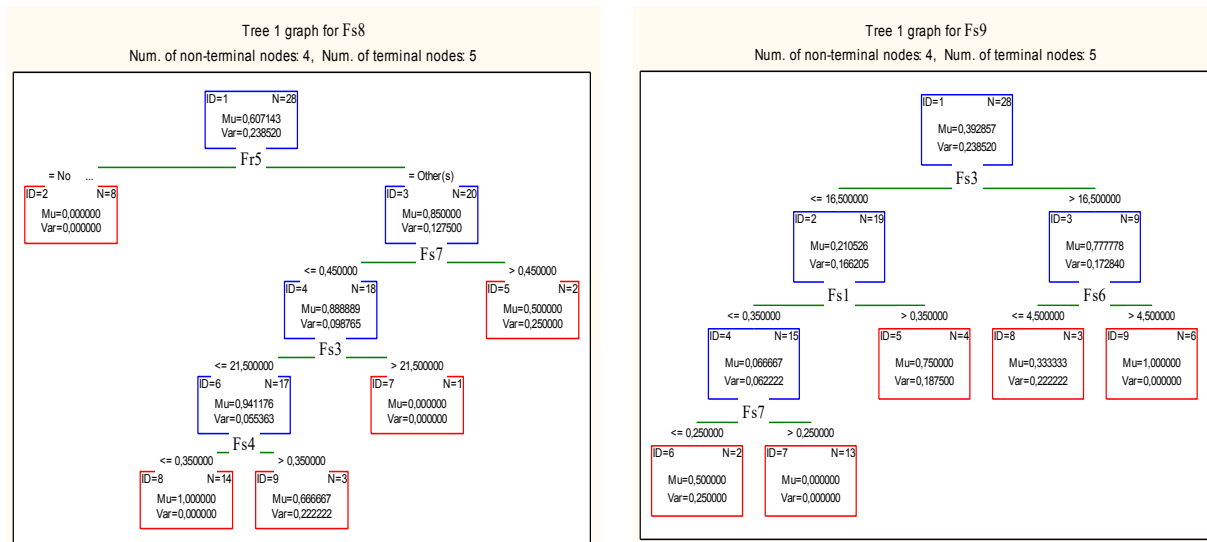 Tree 1 graph for Fs8
Num. of non-terminal nodes: 4, Num. of terminal nodes: 5
ID=1 N=28
Mu=0,607143
Var=0,238520
Fr5
= No ...
= Other(s)
ID=2 N=8
Mu=0,000000
Var=0,000000
ID=3 N=20
Mu=0,850000
Var=0,127500
Fs7
<= 0,450000
> 0,450000
ID=4 N=18
Mu=0,888889
Var=0,098765
Fs3
ID=5 N=2
Mu=0,500000
Var=0,250000
<= 21,500000
> 21,500000
ID=6 N=17
Mu=0,941176
Var=0,055363
Fs4
ID=7 N=1
Mu=0,000000
Var=0,000000
<= 0,350000
> 0,350000
ID=8 N=14
Mu=1,000000
Var=0,000000
ID=9 N=3
Mu=0,666667
Var=0,222222
Tree 1 graph for Fs9
Num. of non-terminal nodes: 4, Num. of terminal nodes: 5
ID=1 N=28
Mu=0,392857
Var=0,238520
Fs3
<= 16,500000
> 16,500000
ID=2 N=19
Mu=0,210526
Var=0,166205
Fs1
ID=3 N=9
Mu=0,777778
Var=0,172840
Fs6
<= 0,350000
> 0,350000
<= 4,500000
> 4,500000
ID=4 N=15
Mu=0,066667
Var=0,062222
Fs7
ID=5 N=4
Mu=0,750000
Var=0,187500
ID=8 N=3
Mu=0,333333
Var=0,222222
ID=9 N=6
Mu=1,000000
Var=0,000000
<= 0,250000
> 0,250000
ID=6 N=2
Mu=0,500000
Var=0,250000
ID=7 N=13
Mu=0,000000
Var=0,000000